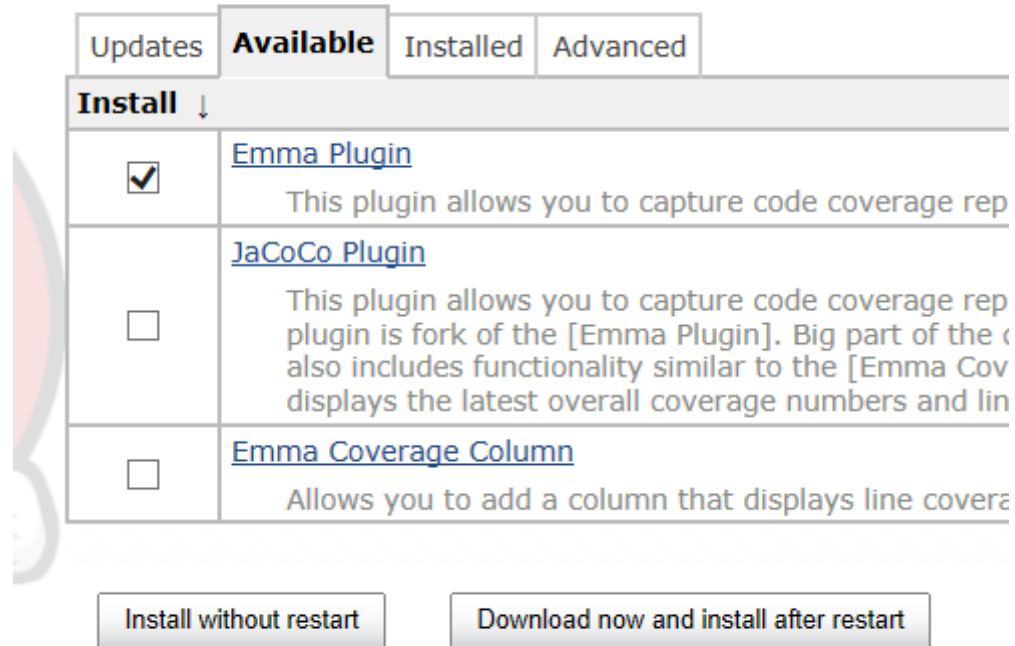 Updates Available Installed Advanced
Install ↓
Emma Plugin
This plugin allows you to capture code coverage rep
JaCoCo Plugin
This plugin allows you to capture code coverage rep
plugin is fork of the [Emma Plugin]. Big part of the
also includes functionality similar to the [Emma Cov
displays the latest overall coverage numbers and lin
Emma Coverage Column
Allows you to add a column that displays line covera
Install without restart Download now and install after restart